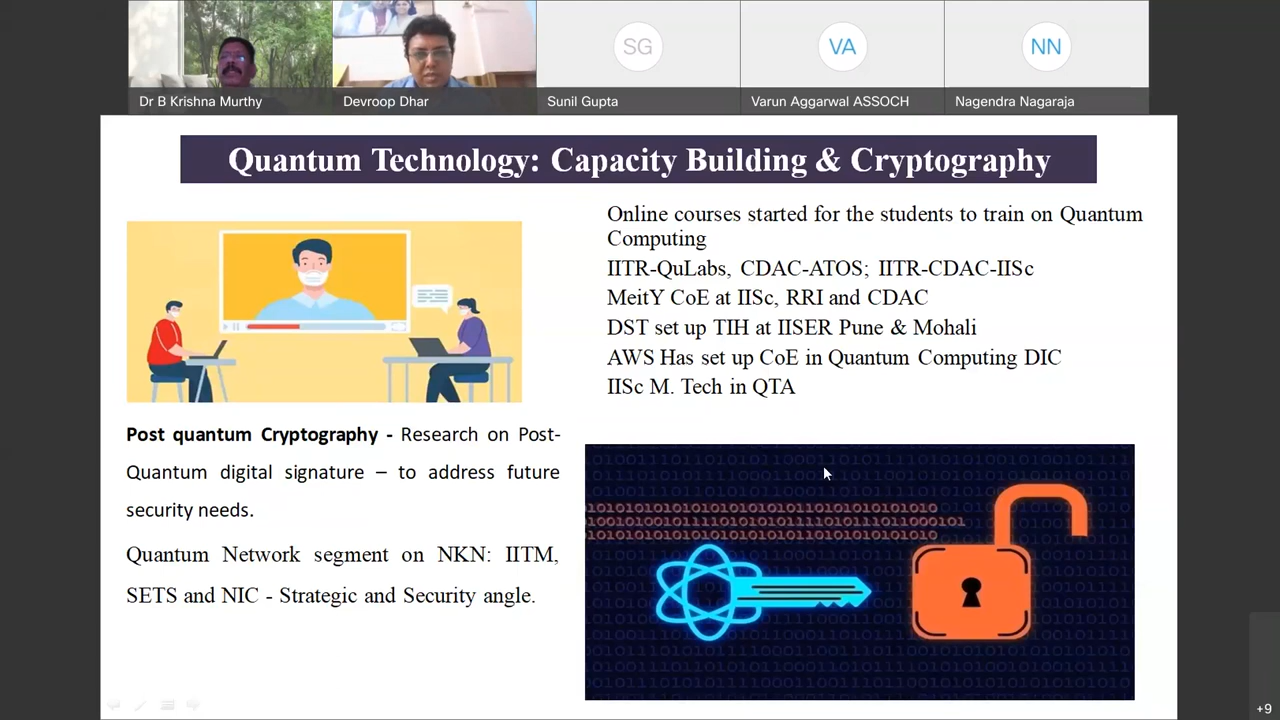 SG
VA
NN
Dr B Krishna Murthy
Devroop Dhar
Sunil Gupta
Varun Aggarwal ASSOCH
Nagendra Nagaraja
Quantum Technology: Capacity Building & Cryptography
Online courses started for the students to train on Quantum
Computing
IITR-QuLabs, CDAC-ATOS; IITR-CDAC-IISc
MeitY CoE at IISc, RRI and CDAC
DST set up TIH at IISER Pune & Mohali
AWS Has set up CoE in Quantum Computing DIC
IISc M. Tech in QTA
Post quantum Cryptography - Research on Post-
Quantum digital signature – to address future
security needs.
Quantum Network segment on NKN: IITM,
SETS and NIC - Strategic and Security angle.
+9